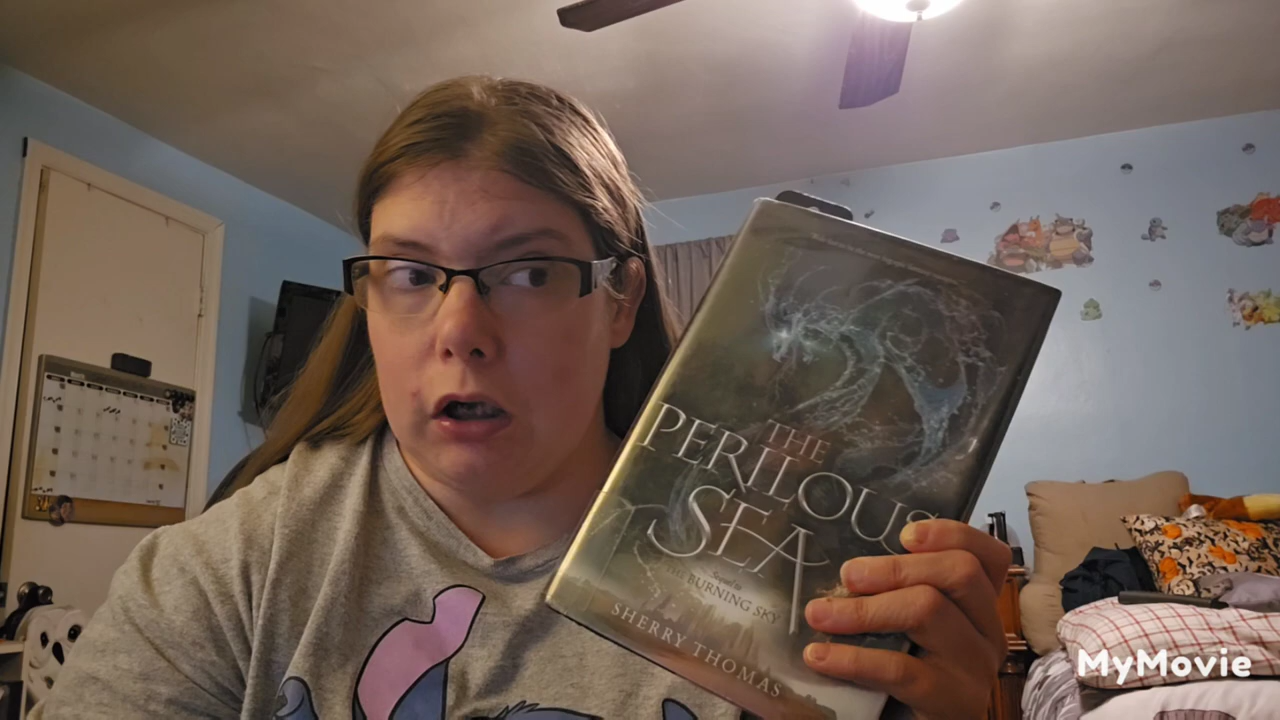 THE
PERILOUS
SEA
Sequel to
THE BURNING SKY
SHERRY THOMAS
MyMovie